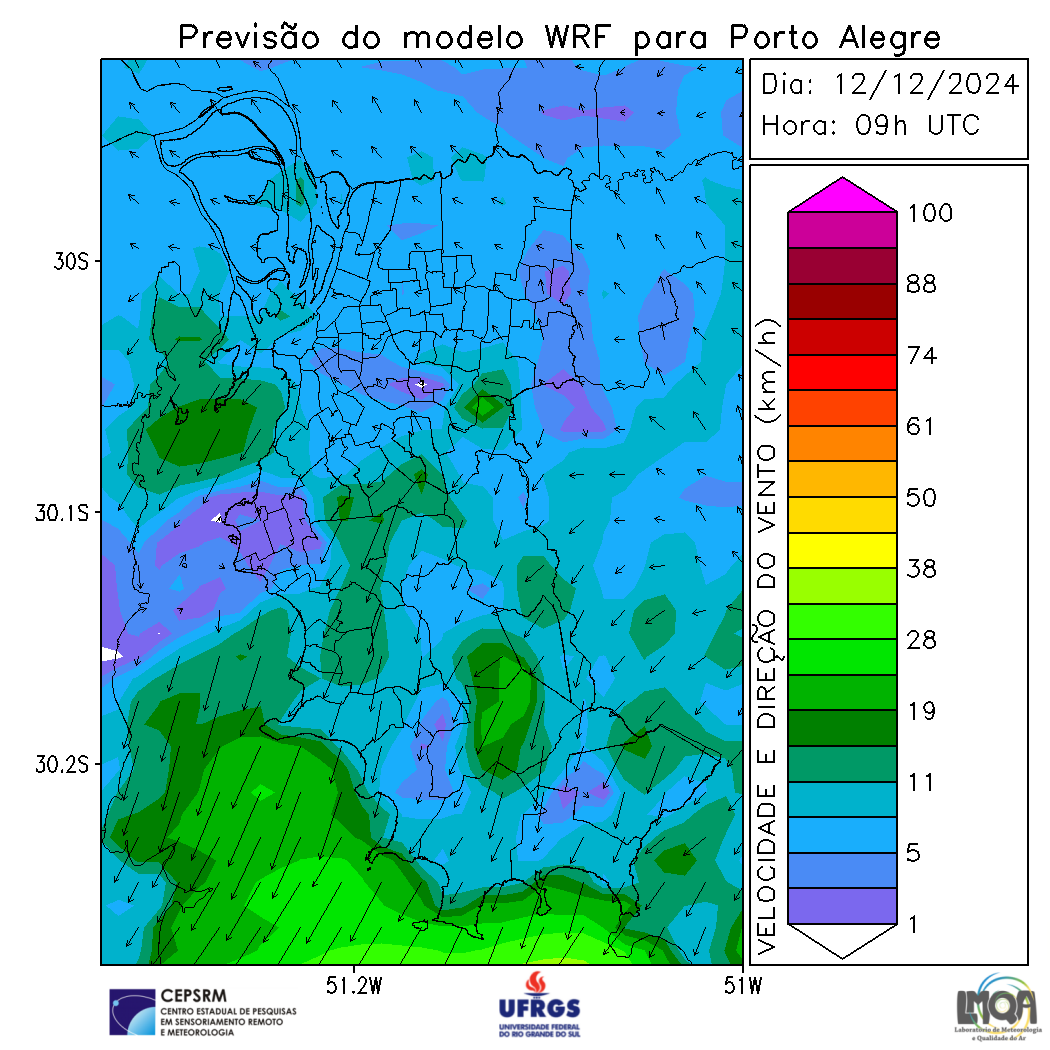 Previsão do modelo WRF para Porto Alegre
Dia: 12/12/2024
Hora: 09h UTC
30S
30.1S
30.2S
51.2W
51W
VELOCIDADE E DIREÇÃO DO VENTO (km/h)
100
88
74
61
50
38
28
19
11
5
1
CEPSRM
CENTRO ESTADUAL DE PESQUISAS
EM SENSORIAMENTO REMOTO
E METEOROLOGIA
UFRGS
UNIVERSIDADE FEDERAL
DO RIO GRANDE DO SUL
LMQA
Laboratório de Meteorologia
e Qualidade do Ar